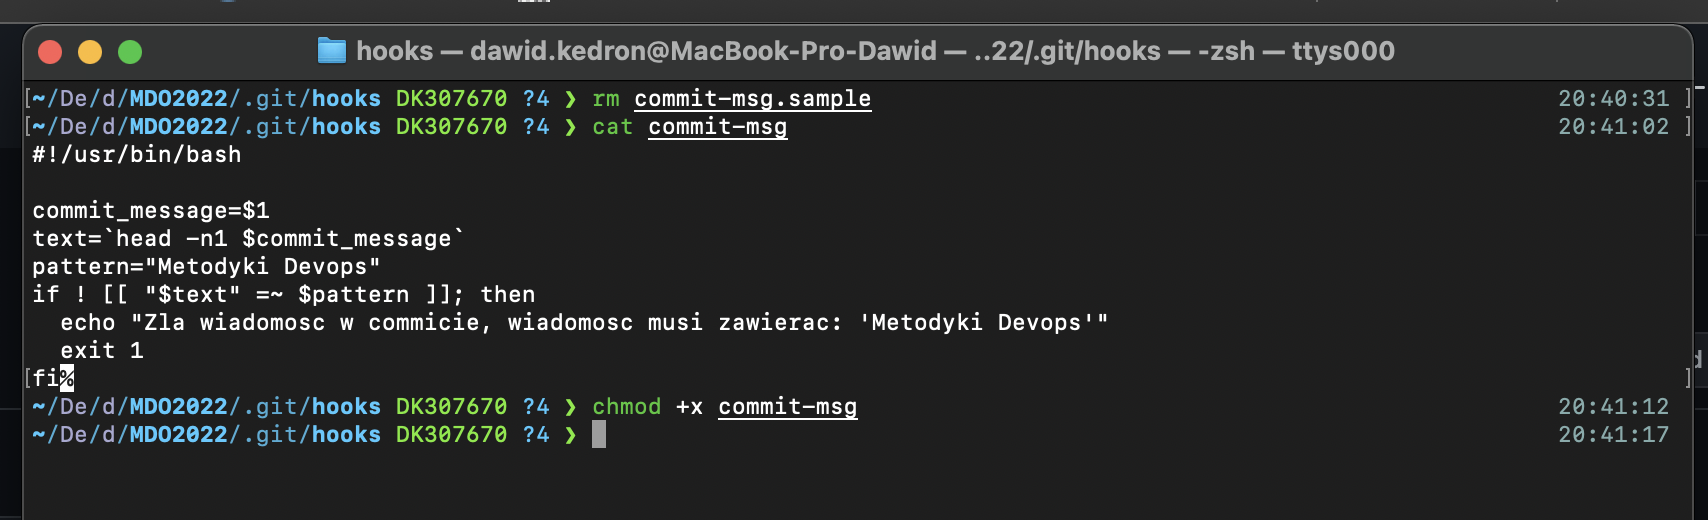 hooks — dawid.kedron@MacBook-Pro-Dawid — ..22/.git/hooks — -zsh — ttys000
[~/De/d/MDO2022/.git/hooks DK307670 ?4 ❯ rm commit-msg.sample 20:40:31 ]
[~/De/d/MDO2022/.git/hooks DK307670 ?4 ❯ cat commit-msg 20:41:02 ]
#!/usr/bin/bash
commit_message=$1
text=`head -n1 $commit_message`
pattern="Metodyki Devops"
if ! [[ "$text" =~ $pattern ]]; then
  echo "Zla wiadomosc w commicie, wiadomosc musi zawierac: 'Metodyki Devops'"
  exit 1
[fi% ]
~/De/d/MDO2022/.git/hooks DK307670 ?4 ❯ chmod +x commit-msg 20:41:12
~/De/d/MDO2022/.git/hooks DK307670 ?4 ❯ 20:41:17